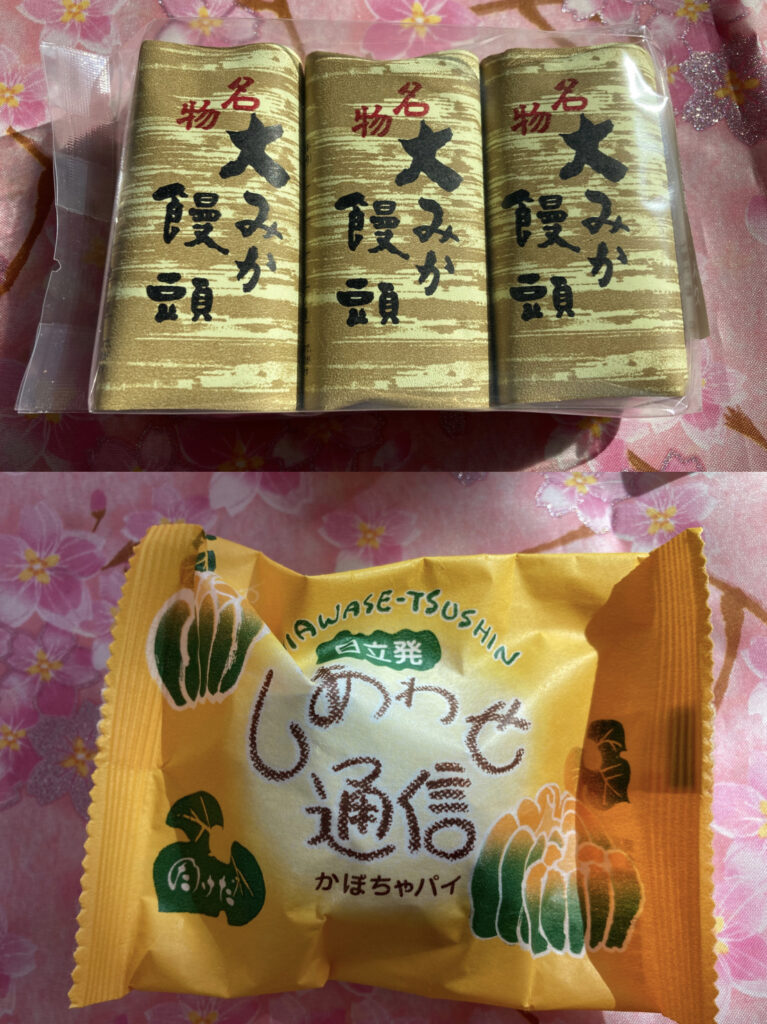 名物
大みか
饅頭
名物
大みか
饅頭
名物
大みか
饅頭
IAWASE-TSUSHIN
日立発
しあわせ
通信
かぼちゃパイ